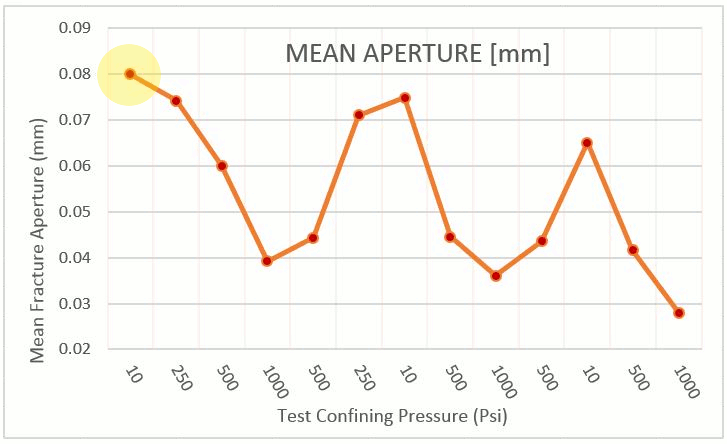 MEAN APERTURE [mm]
Mean Fracture Aperture (mm)
0.09
0.08
0.07
0.06
0.05
0.04
0.03
0.02
10 250 500 1000 500 250 10 500 1000 500 10 500 1000
Test Confining Pressure (Psi)